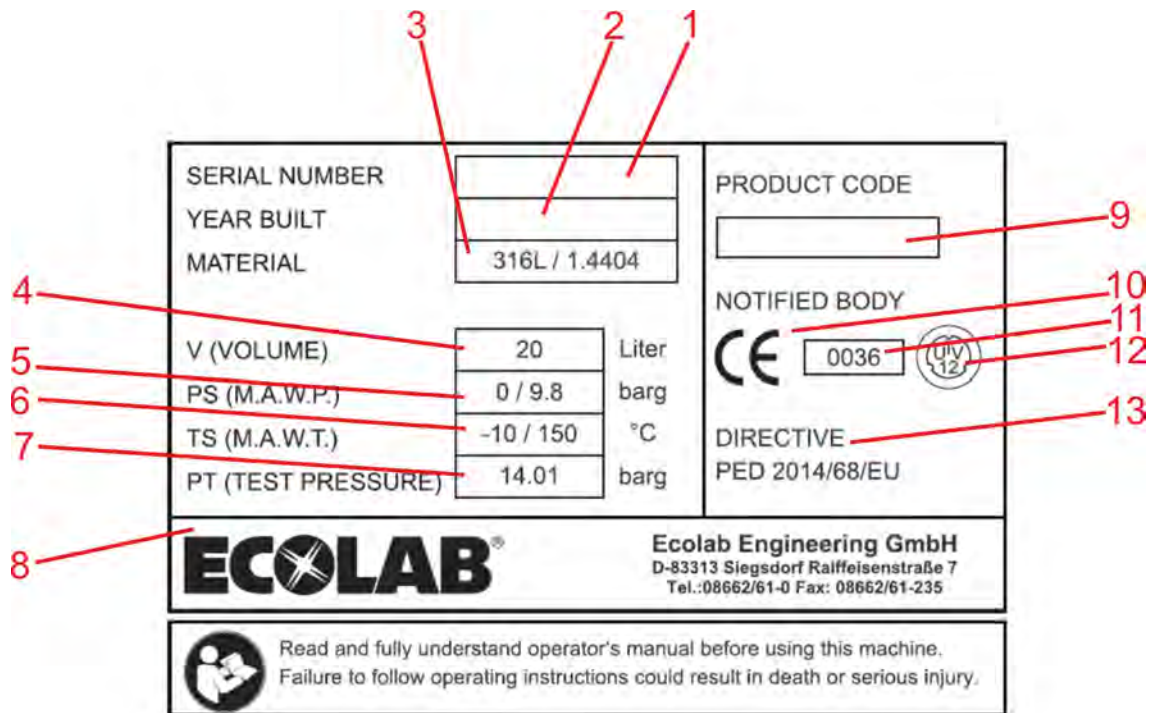 3
2
1
SERIAL NUMBER
YEAR BUILT
MATERIAL 316L / 1.4404
4
V (VOLUME) 20 Liter
5
PS (M.A.W.P.) 0 / 9.8 barg
6
TS (M.A.W.T.) -10 / 150 °C
7
PT (TEST PRESSURE) 14.01 barg
PRODUCT CODE
9
NOTIFIED BODY
10
CE 0036
11
12
12
DIRECTIVE
13
PED 2014/68/EU
8
ECOLAB®
Ecolab Engineering GmbH
D-83313 Siegsdorf Raiffeisenstraße 7
Tel.:08662/61-0 Fax: 08662/61-235
Read and fully understand operator's manual before using this machine.
Failure to follow operating instructions could result in death or serious injury.